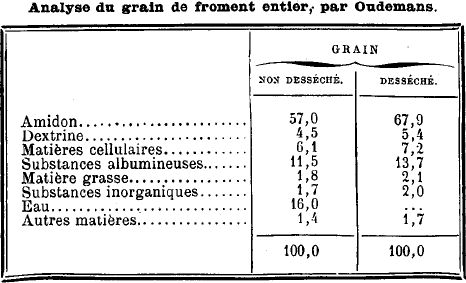 Analyse du grain de froment entier, par Oudemans.
GRAIN
NON DESSÉCHÉ. DESSÉCHÉ.
Amidon........................ 57,0 67,9
Dextrine....................... 4,5 5,4
Matières cellulaires............ 6,1 7,2
Substances albumineuses...... 11,5 13,7
Matière grasse................. 1,8 2,1
Substances inorganiques....... 1,7 2,0
Eau........................... 16,0 ...
Autres matières................ 1,4 1,7
100,0 100,0